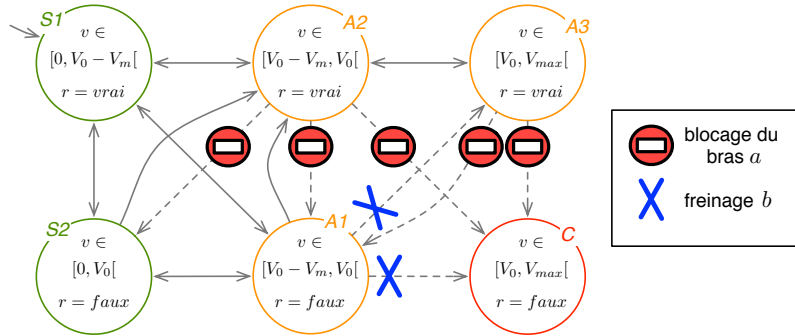 S1
v ∈
[0, V₀ − Vₘ[
r = vrai
A2
v ∈
[V₀ − Vₘ, V₀[
r = vrai
A3
v ∈
[V₀, Vₘₐₓ[
r = vrai
blocage du
bras a
freinage b
S2
v ∈
[0, V₀[
r = faux
A1
v ∈
[V₀ − Vₘ, V₀[
r = faux
C
v ∈
[V₀, Vₘₐₓ[
r = faux